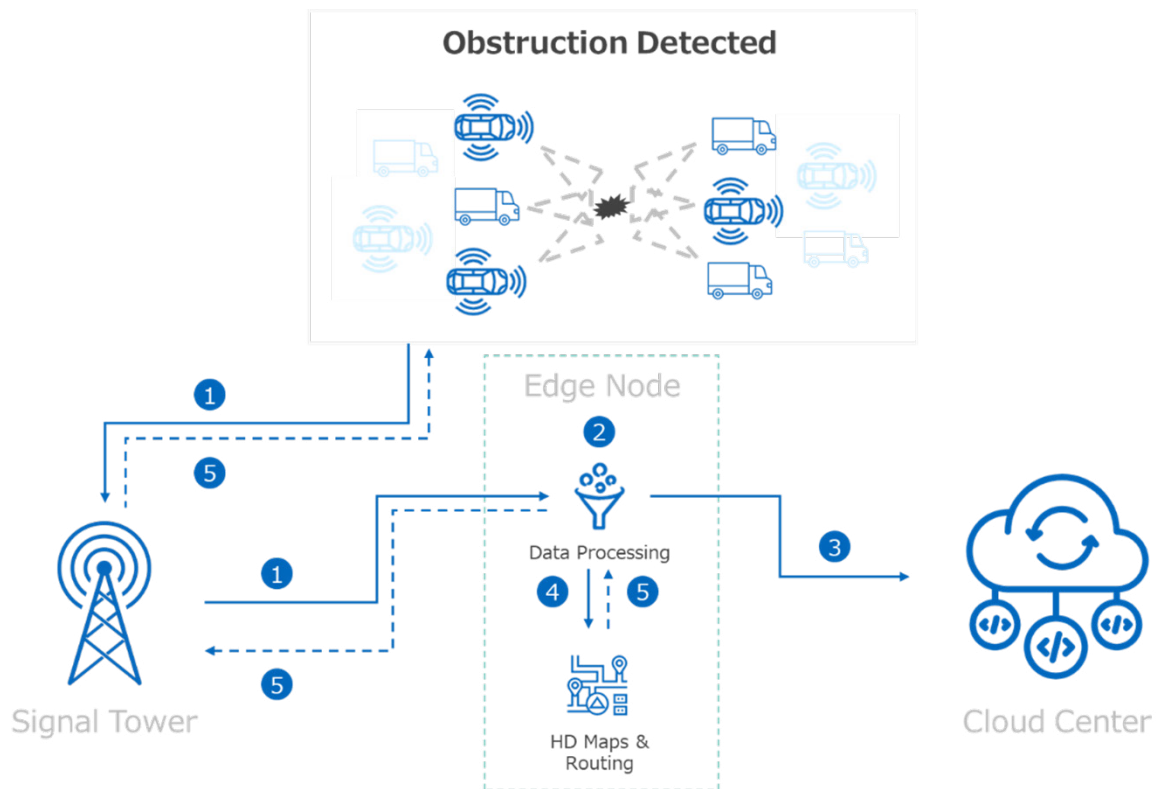 Obstruction Detected
1
5
Edge Node
2
Data Processing
1
3
4
5
5
HD Maps &
Routing
Signal Tower
Cloud Center
</>
</>
</>